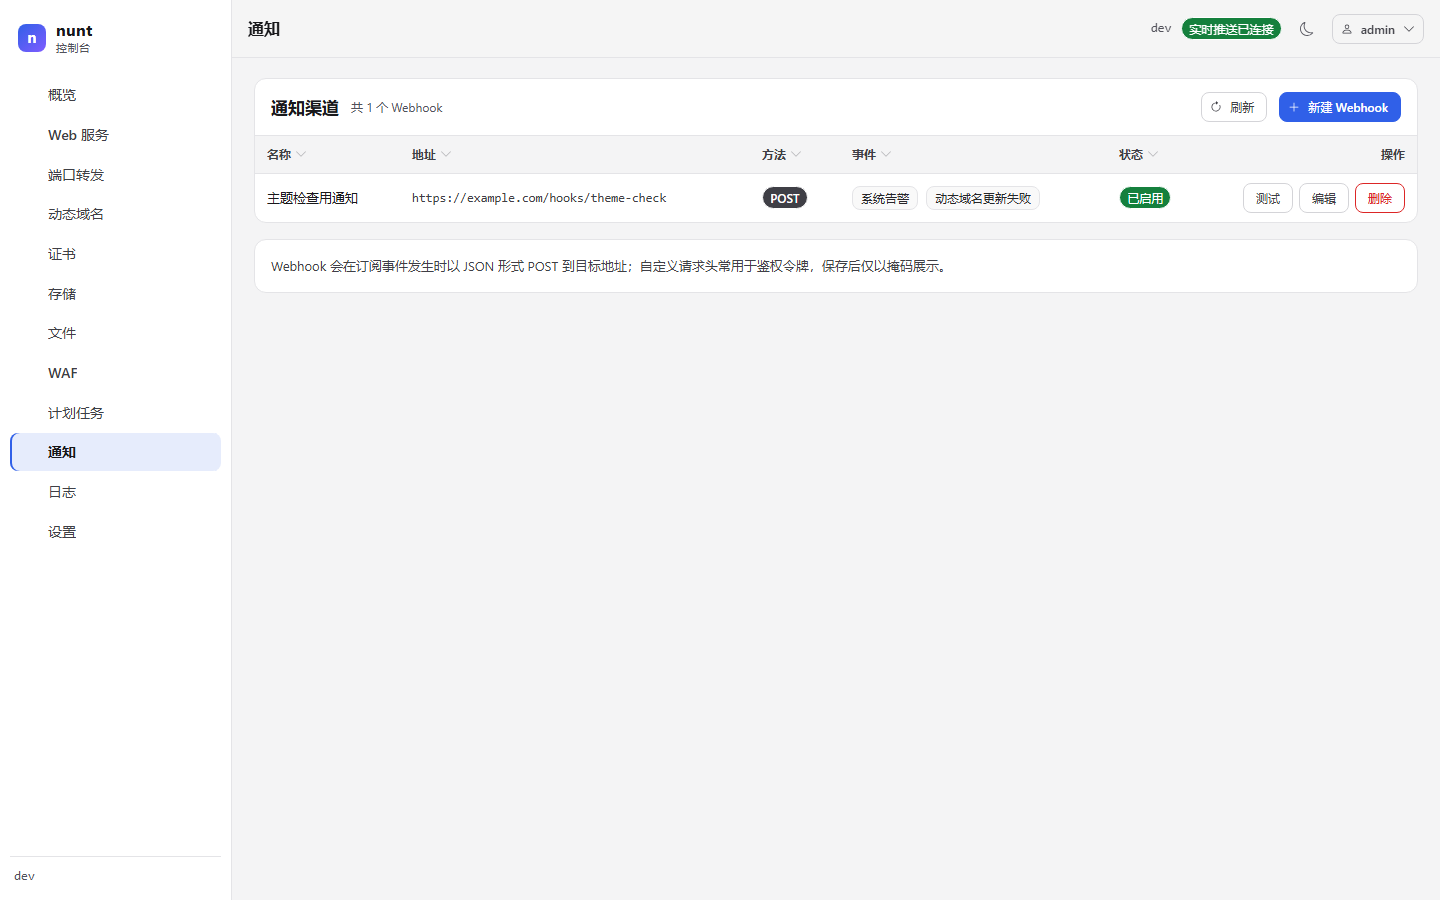 n
nunt
控制台
概览
Web 服务
端口转发
动态域名
证书
存储
文件
WAF
计划任务
通知
日志
设置
dev
通知
dev 实时推送已连接 admin
通知渠道 共 1 个 Webhook 刷新 新建 Webhook
名称 地址 方法 事件 状态 操作
主题检查用通知 https://example.com/hooks/theme-check POST 系统告警 动态域名更新失败 已启用 测试 编辑 删除
Webhook 会在订阅事件发生时以 JSON 形式 POST 到目标地址；自定义请求头常用于鉴权令牌，保存后仅以掩码展示。